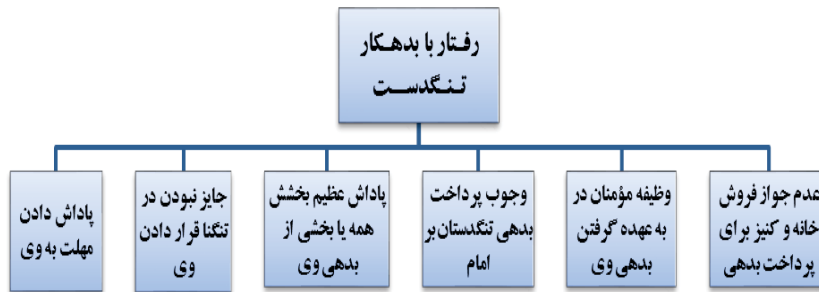 رفتار با بدهکار
تنگدست
عدم جواز فروش
خانه و کنیز برای
پرداخت بدهی
وظیفه مؤمنان در
به عهده گرفتن
بدهی وی
وجوب پرداخت
بدهی تنگدستان بر
امام
پاداش عظیم بخشش
همه یا بخشی از
بدهی وی
جایز نبودن در
تنگنا قرار دادن
وی
پاداش دادن
مهلت به وی